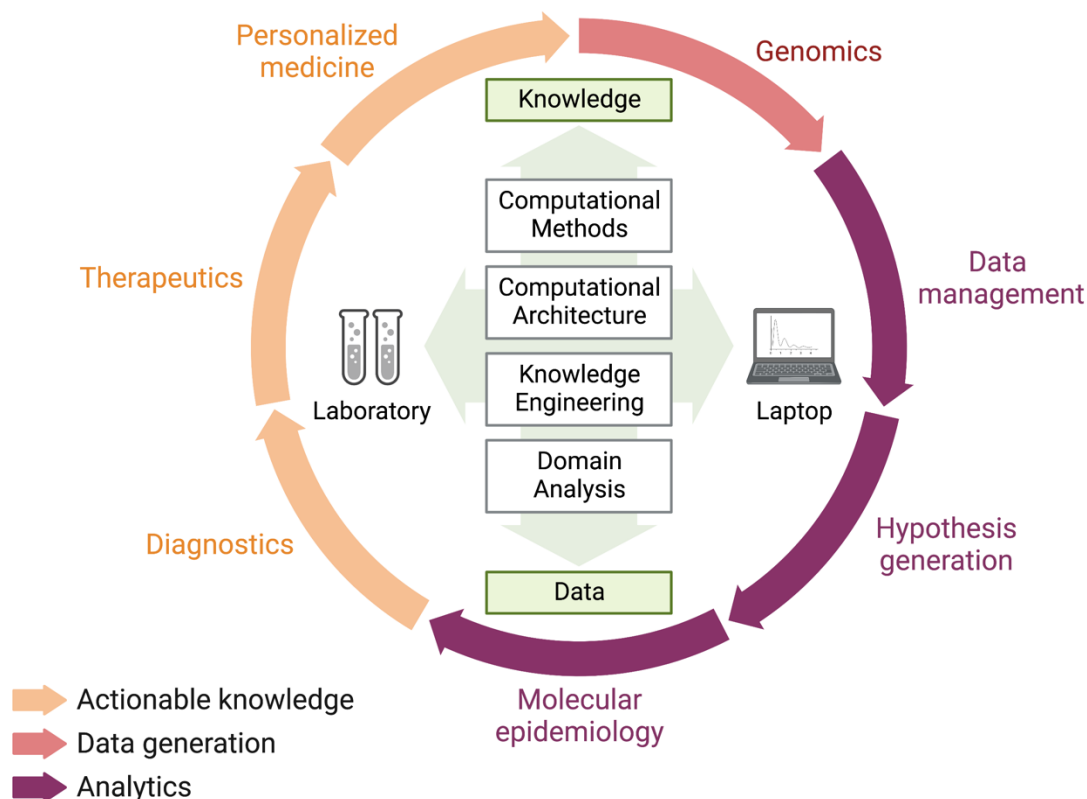 Personalized
medicine
Genomics
Knowledge
Computational
Methods
Data
management
Therapeutics
Computational
Architecture
Knowledge
Engineering
Laboratory
Laptop
Domain
Analysis
Diagnostics
Hypothesis
generation
Data
Molecular
epidemiology
Actionable knowledge
Data generation
Analytics